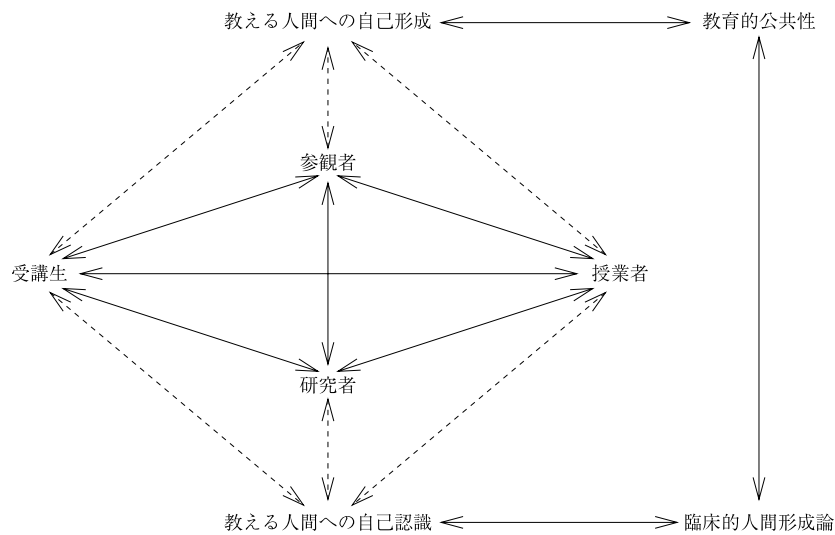 教える人間への自己形成
教育的公共性
参観者
受講生
授業者
研究者
教える人間への自己認識
臨床的人間形成論